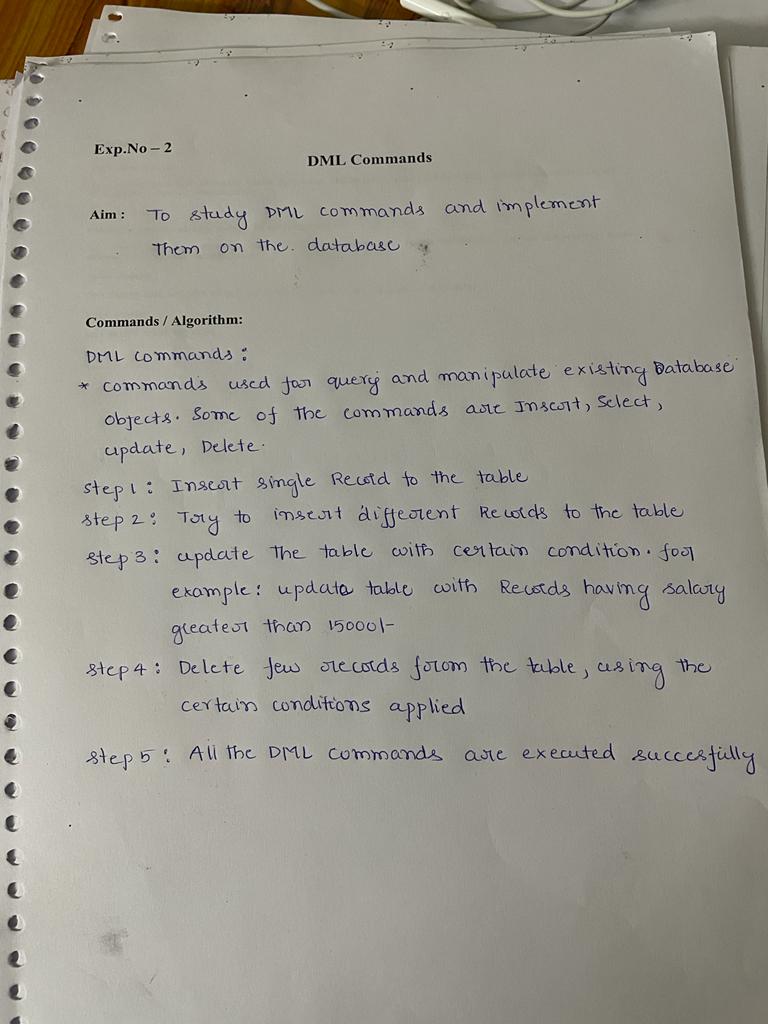 Exp.No – 2
DML Commands
Aim : To study DML commands and implement
Them on the database
Commands / Algorithm:
DML commands :
* commands used for query and manipulate existing Database
objects. Some of the commands are Insert, Select,
update, Delete.
step 1 : Insert single Record to the table
step 2 : Try to insert different Records to the table
step 3 : update the table with certain condition. for
example : update table with Records having salary
greater than 15000/-
step 4 : Delete few records from the table, using the
certain conditions applied
step 5 : All the DML commands are executed succesfully